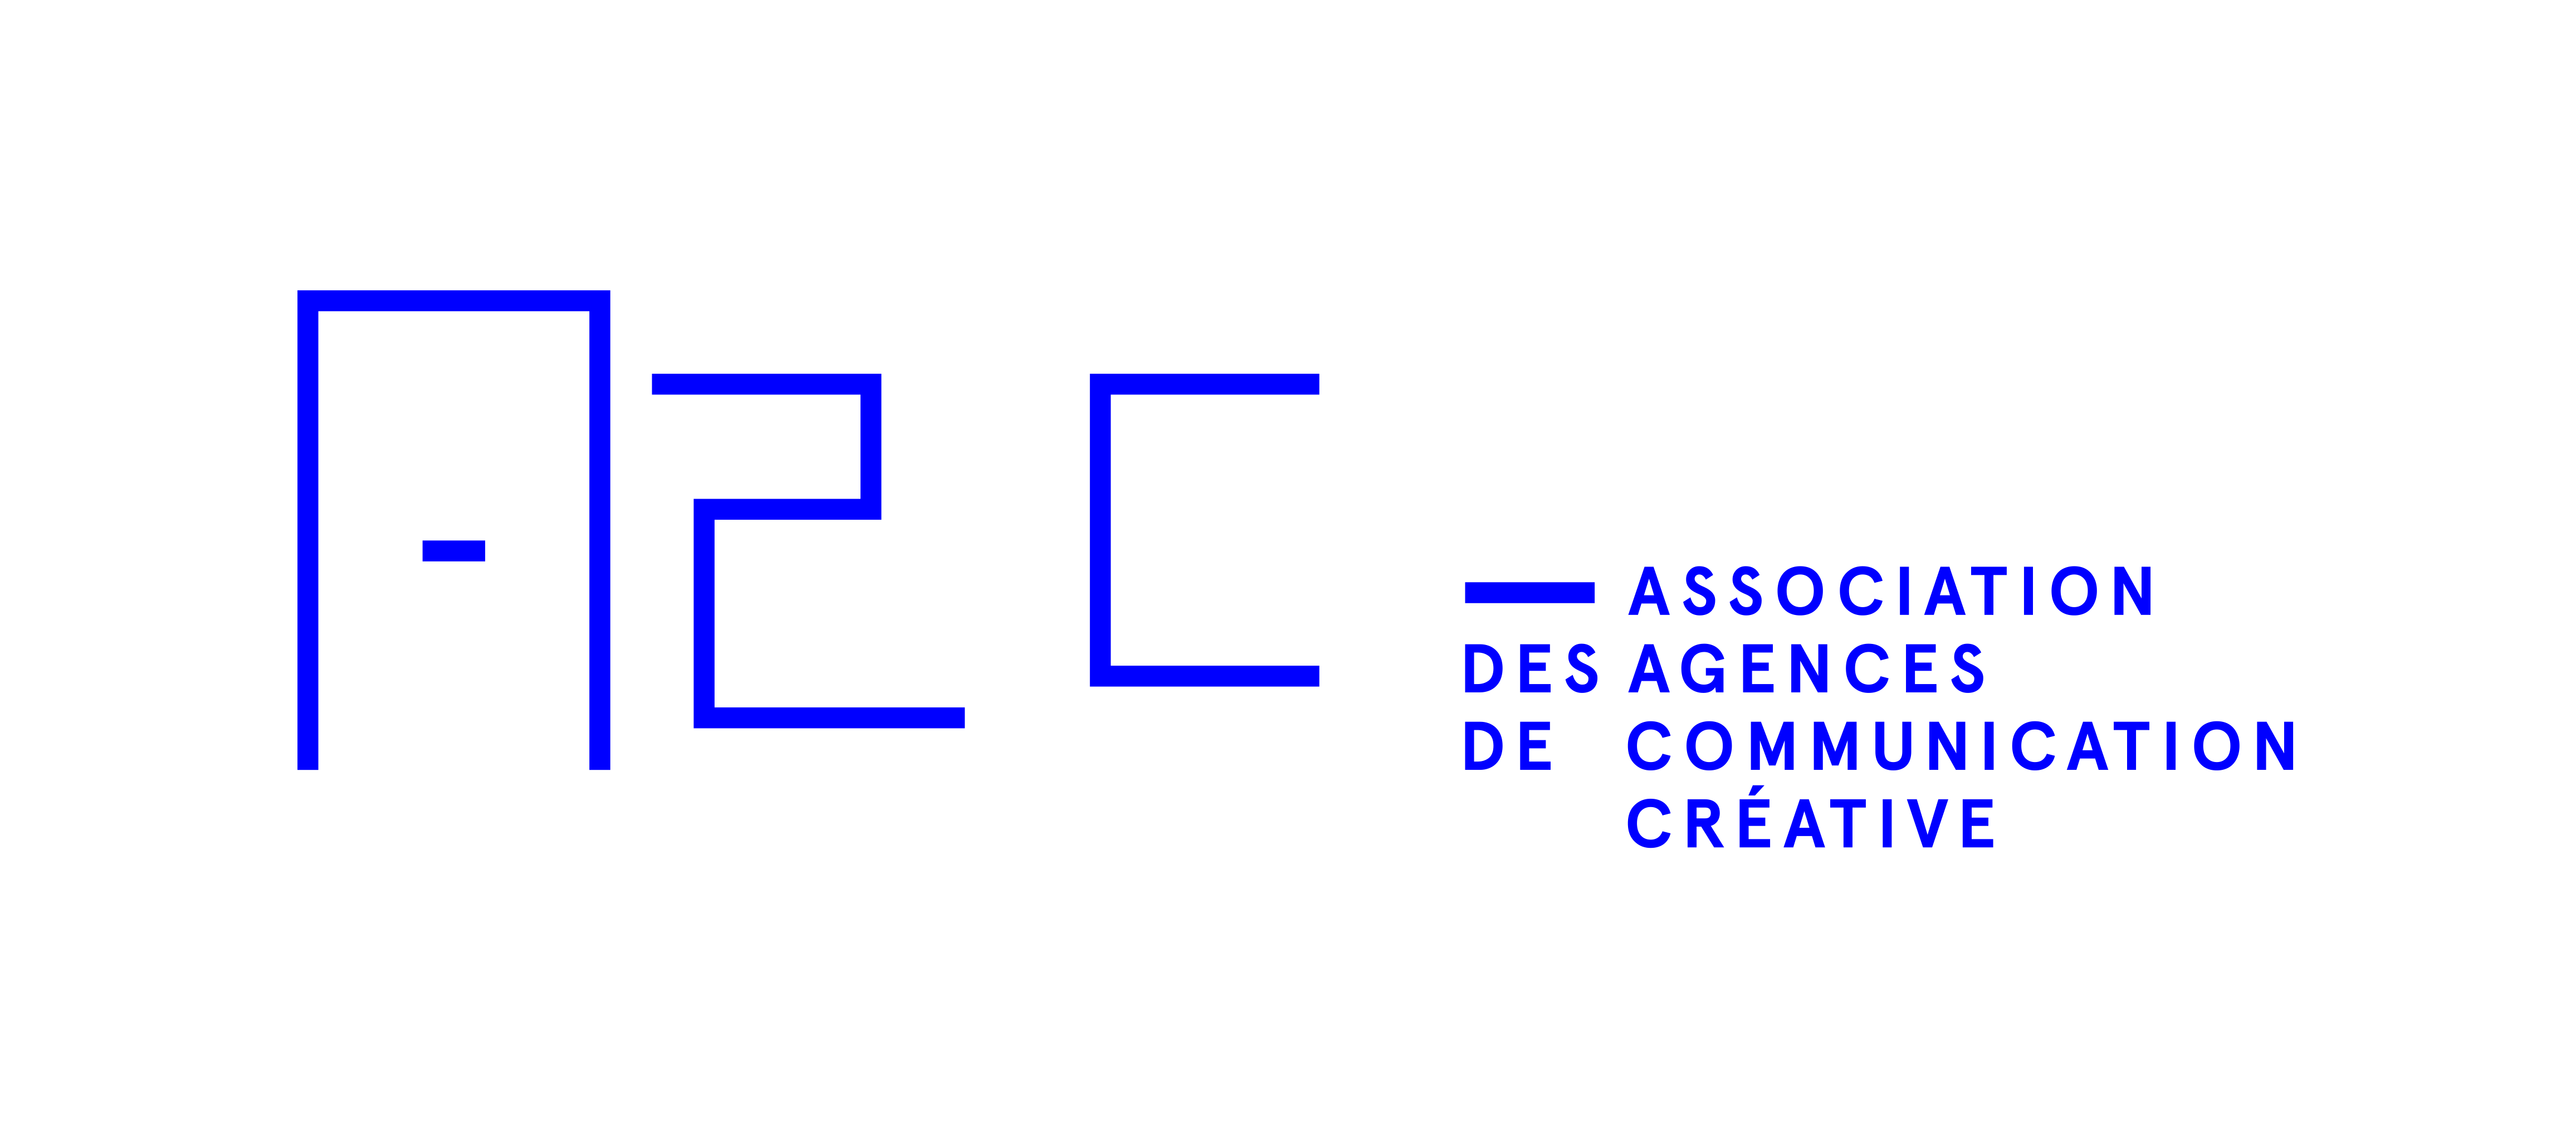 A2C
ASSOCIATION
DES AGENCES
DE COMMUNICATION
CRÉATIVE